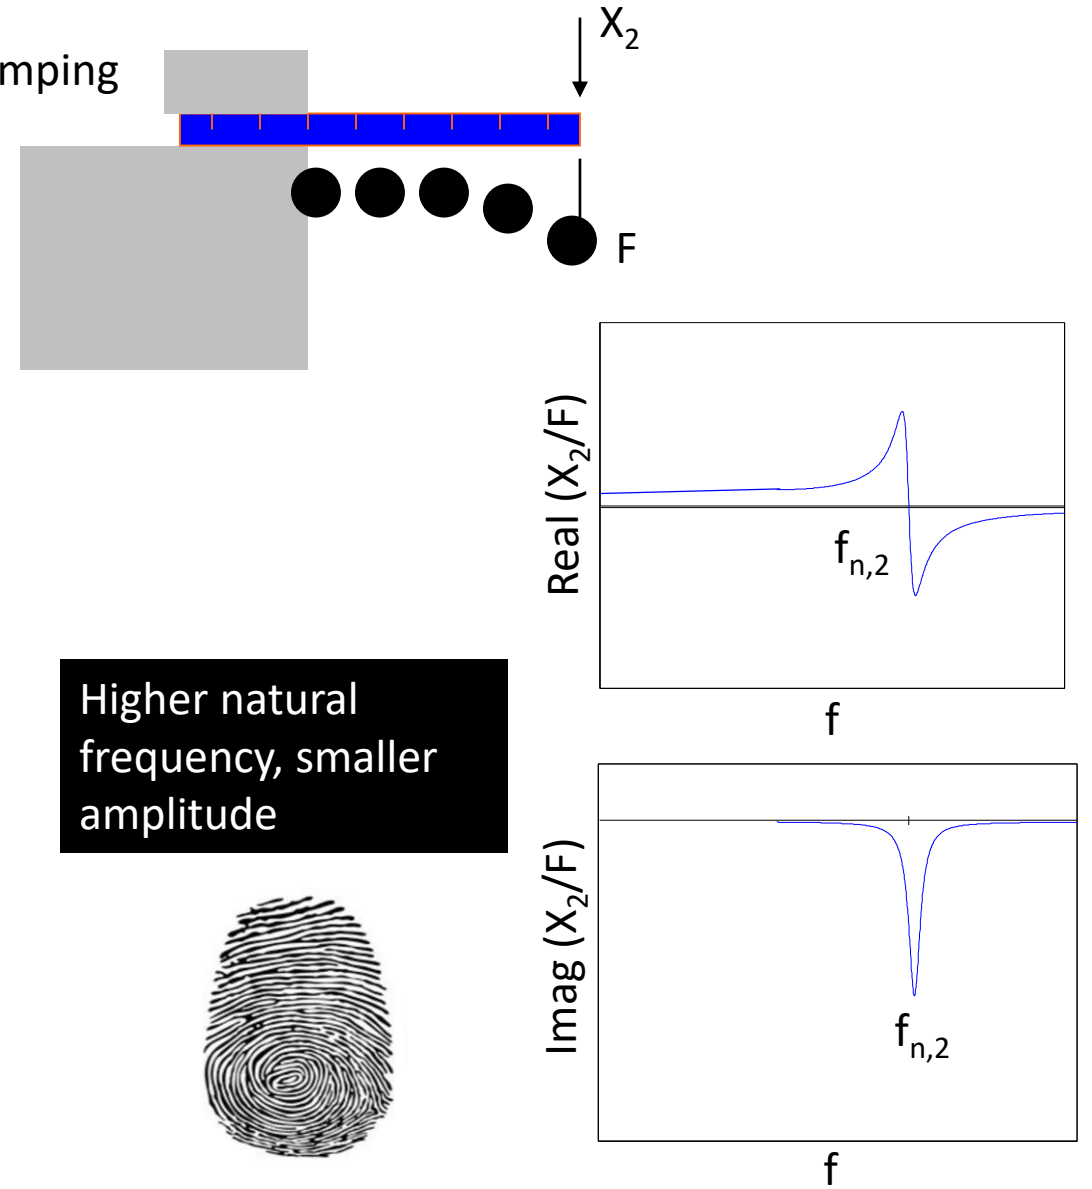 X₂
mping
F
Real (X₂/F)
fₙ,₂
f
Higher natural
frequency, smaller
amplitude
Imag (X₂/F)
fₙ,₂
f